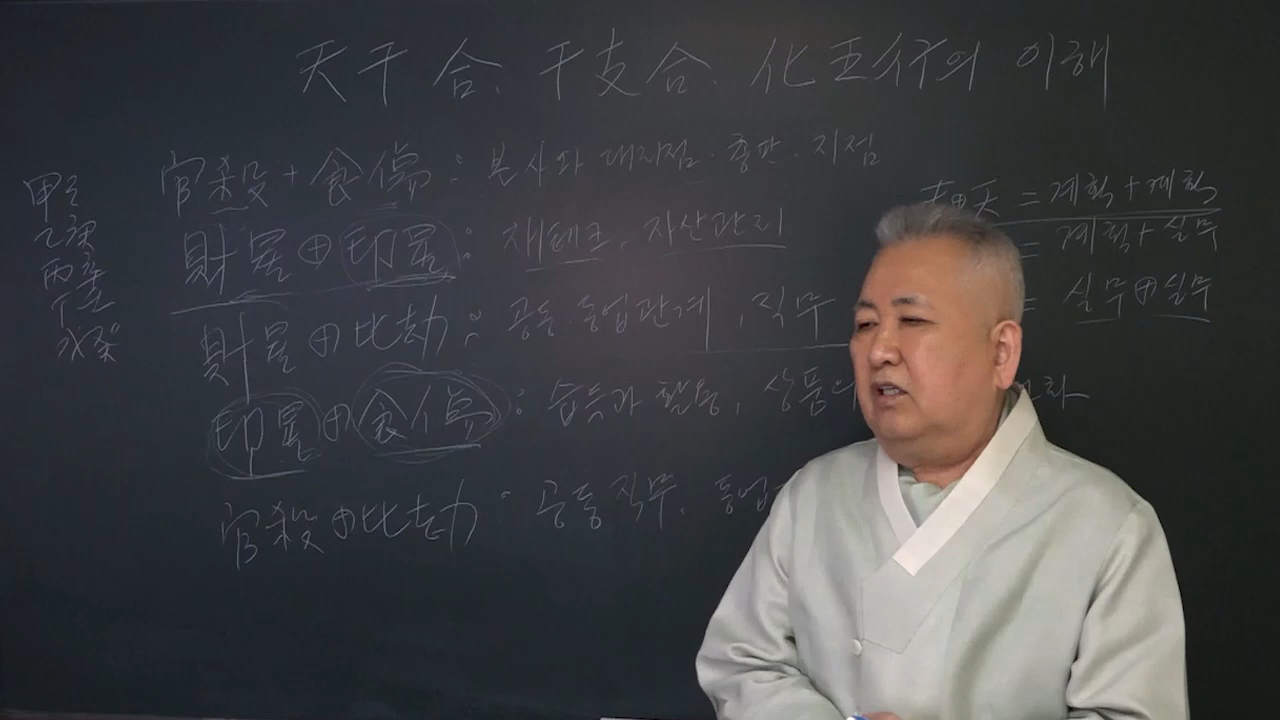 天干 合、干支合、化五行의 이해
甲己
乙庚
丙辛
丁壬
戊癸
官殺 + 食傷 : 본사와 대리점·총판·지점
財星 ⊕ 印星 : 재테크, 자산관리
財星 ⊕ 比劫 : 공동·동업관계, 직무
印星 ⊕ 食傷 : 습득과 활용, 상품의
官殺 ⊕ 比劫 : 공동직무, 동업
= 계획 + 계획
= 계획 + 실무
= 실무 ⊕ 실무